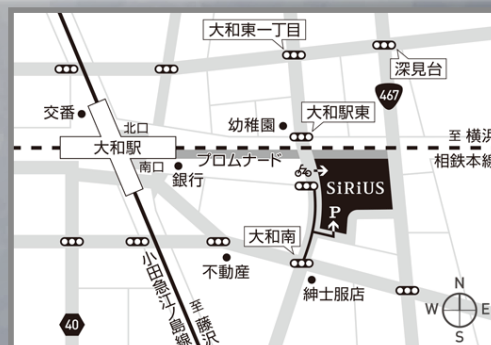 大和東一丁目
深見台
467
交番
北口
幼稚園
大和駅東
至 横浜
大和駅
相鉄本線
南口
プロムナード
銀行
SiRiUS
P
大和南
不動産
紳士服店
小田急江ノ島線
至 藤沢
40
N
W
E
S